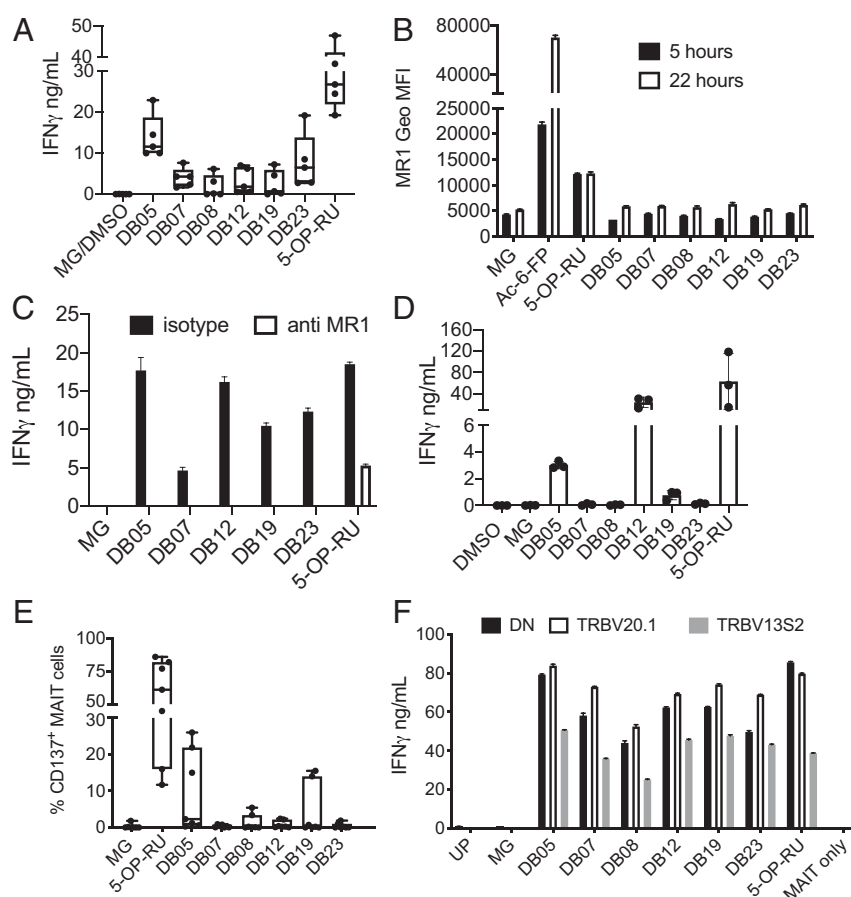 A
IFNγ ng/mL
50
40
30
20
10
0
MG/DMSO
DB05
DB07
DB08
DB12
DB19
DB23
5-OP-RU
B
MR1 Geo MFI
80000
60000
25000
20000
15000
10000
5000
0
5 hours
22 hours
MG
Ac-6-FP
5-OP-RU
DB05
DB07
DB08
DB12
DB19
DB23
C
IFNγ ng/mL
25
20
15
10
5
0
isotype
anti MR1
MG
DB05
DB07
DB12
DB19
DB23
5-OP-RU
D
IFNγ ng/mL
160
120
80
40
6
4
2
0
DMSO
MG
DB05
DB07
DB08
DB12
DB19
DB23
5-OP-RU
E
% CD137+ MAIT cells
100
75
50
30
20
10
0
MG
5-OP-RU
DB05
DB07
DB08
DB12
DB19
DB23
F
IFNγ ng/mL
100
80
60
40
20
0
DN
TRBV20.1
TRBV13S2
UP
MG
DB05
DB07
DB08
DB12
DB19
DB23
5-OP-RU
MAIT only